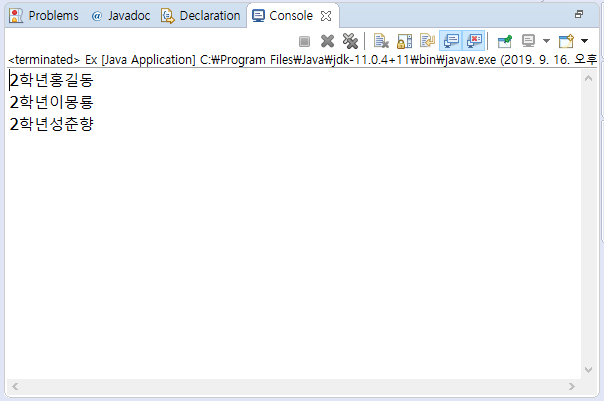 Problems @ Javadoc Declaration Console
<terminated> Ex [Java Application] C:₩Program Files₩Java₩jdk-11.0.4+11₩bin₩javaw.exe (2019. 9. 16. 오후
2학년홍길동
2학년이몽룡
2학년성춘향